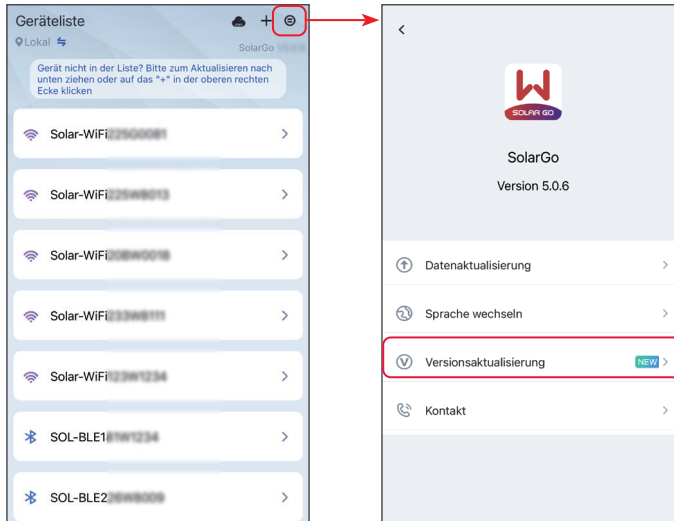 Geräteliste
Lokal
SolarGo
Gerät nicht in der Liste? Bitte zum Aktualisieren nach
unten ziehen oder auf das "+" in der oberen rechten
Ecke klicken
Solar-WiFi
Solar-WiFi
Solar-WiFi
Solar-WiFi
Solar-WiFi
SOL-BLE1
SOL-BLE2
SOLAR GO
SolarGo
Version 5.0.6
Datenaktualisierung
Sprache wechseln
Versionsaktualisierung NEW
Kontakt